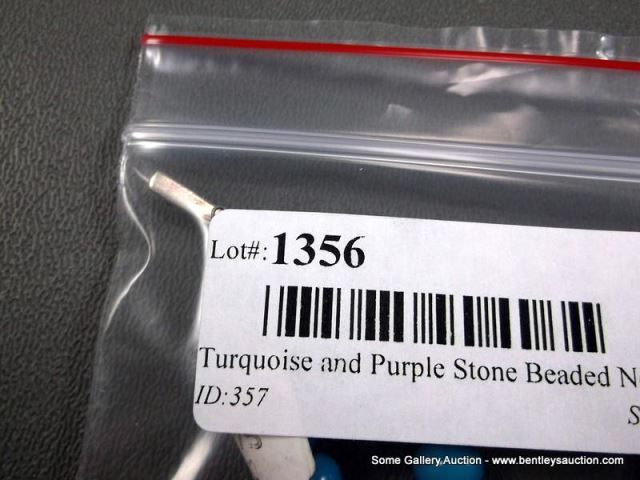 Lot#:1356
Turquoise and Purple Stone Beaded N
ID:357
S
Some Gallery,Auction - www.bentleysauction.com